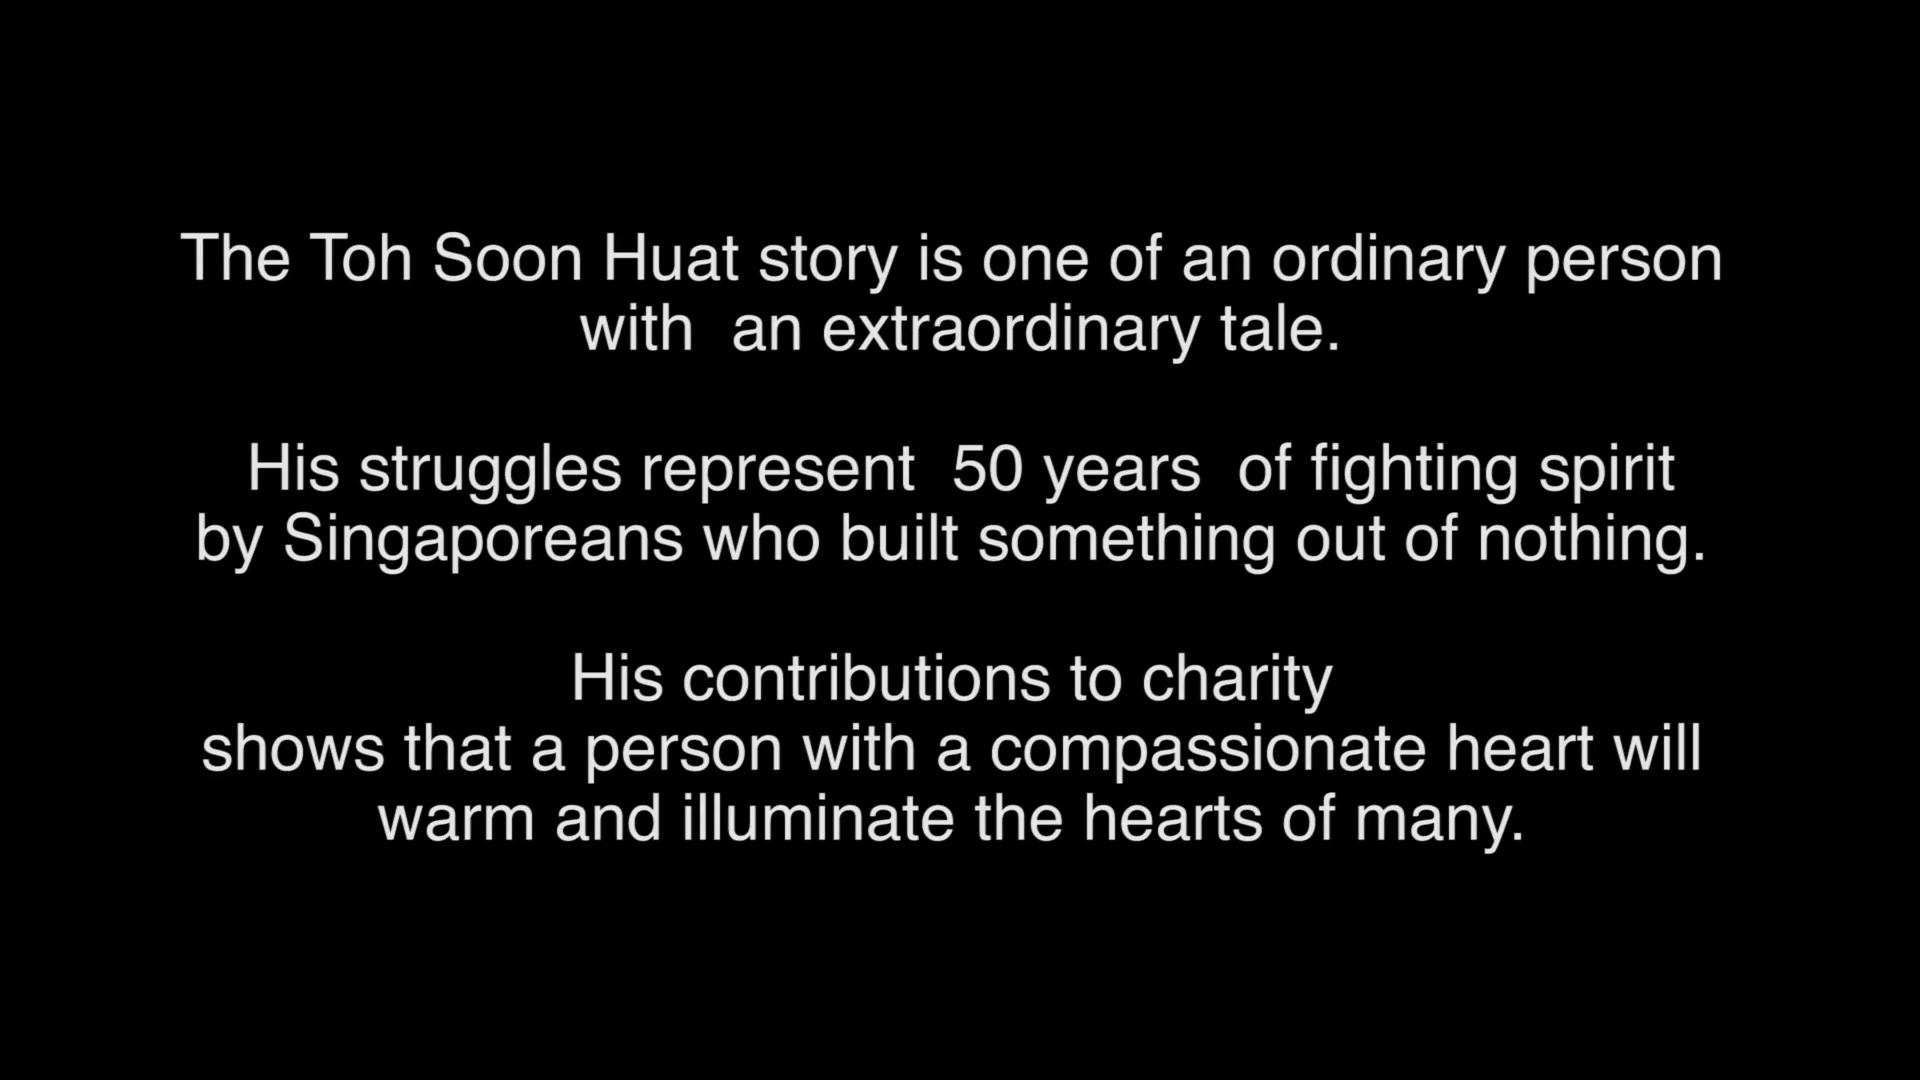 The Toh Soon Huat story is one of an ordinary person
with  an extraordinary tale.
His struggles represent  50 years  of fighting spirit
by Singaporeans who built something out of nothing.
His contributions to charity
shows that a person with a compassionate heart will
warm and illuminate the hearts of many.